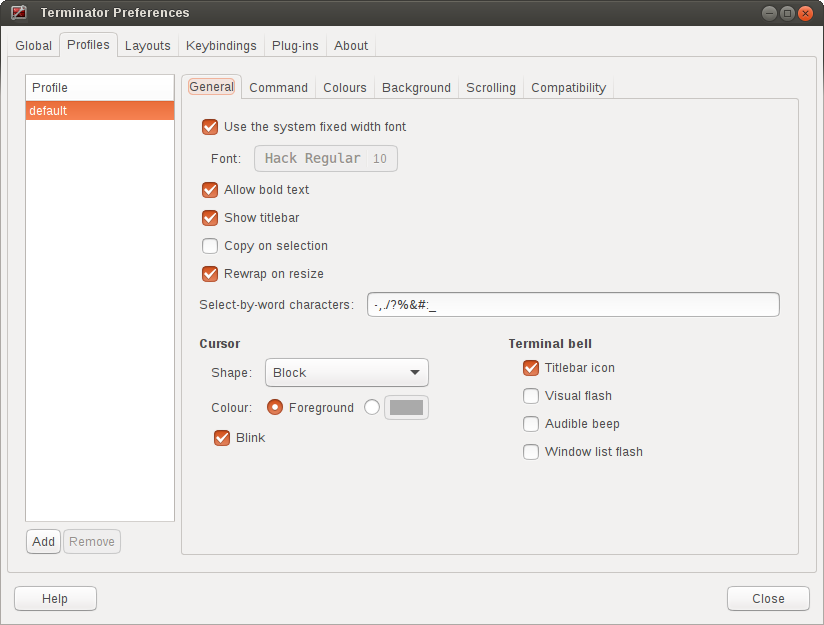 Terminator Preferences
Global Profiles Layouts Keybindings Plug-ins About
Profile
default
General Command Colours Background Scrolling Compatibility
Use the system fixed width font
Font: Hack Regular 10
Allow bold text
Show titlebar
Copy on selection
Rewrap on resize
Select-by-word characters: -,./?%&#:_
Cursor
Shape: Block
Colour: Foreground
Blink
Terminal bell
Titlebar icon
Visual flash
Audible beep
Window list flash
Add Remove
Help Close